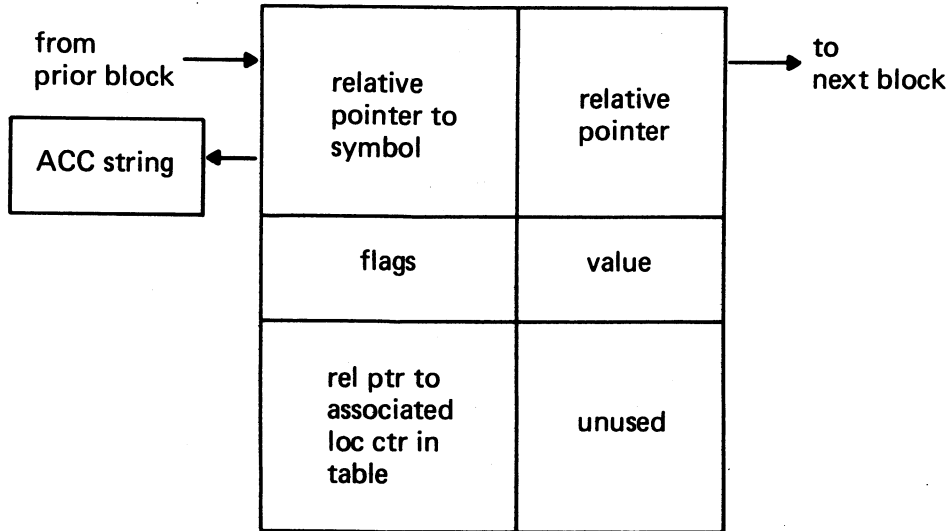 from
prior block
relative
pointer to
symbol
relative
pointer
to
next block
ACC string
flags
value
rel ptr to
associated
loc ctr in
table
unused